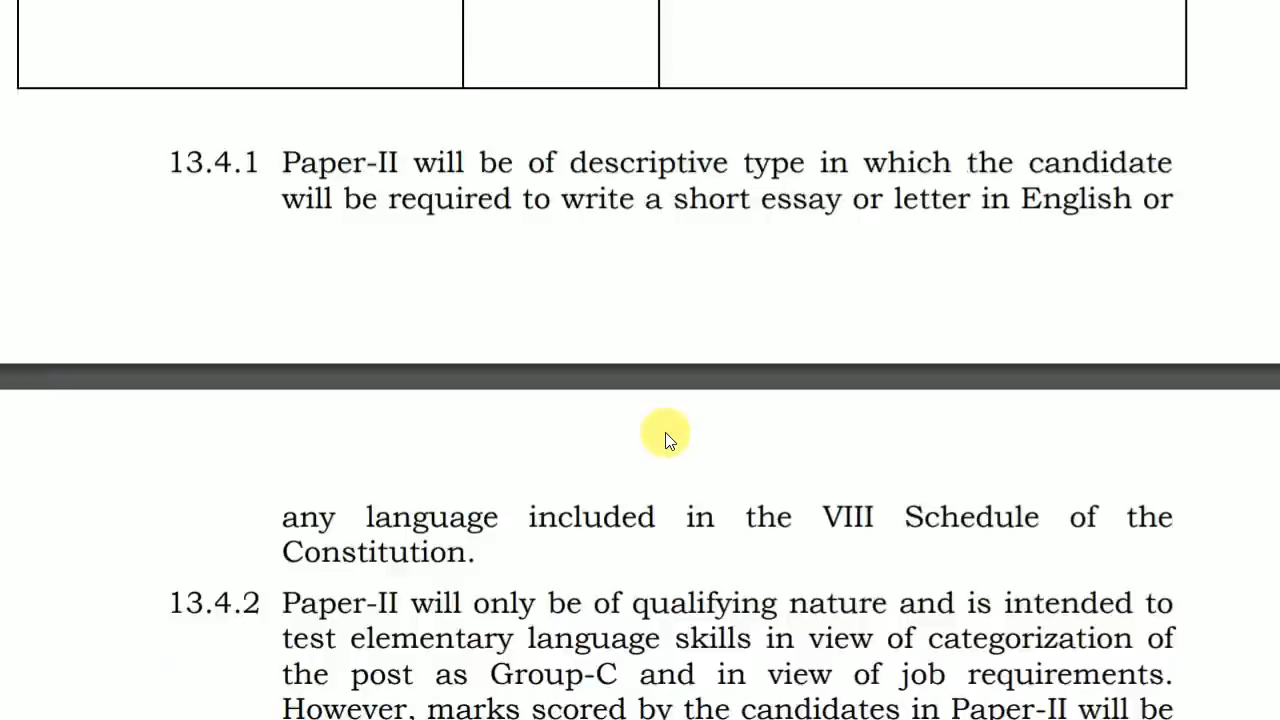 13.4.1 Paper-II will be of descriptive type in which the candidate
will be required to write a short essay or letter in English or
any language included in the VIII Schedule of the
Constitution.
13.4.2 Paper-II will only be of qualifying nature and is intended to
test elementary language skills in view of categorization of
the post as Group-C and in view of job requirements.
However, marks scored by the candidates in Paper-II will be